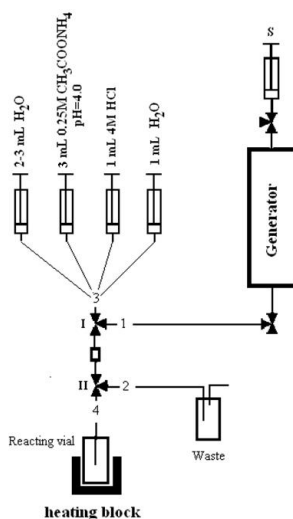 S
2-3 mL H₂O
3 mL 0.25M CH₃COONH₄
pH=4.0
1 mL 4M HCl
1 mL H₂O
Generator
3
I
1
II
2
4
Reacting vial
Waste
heating block